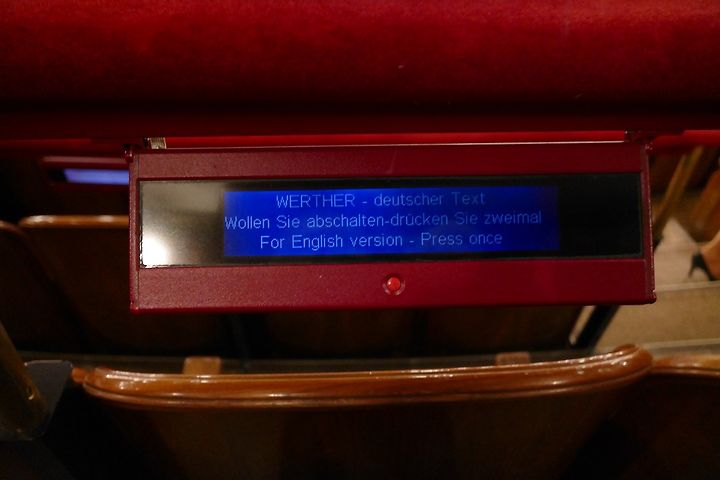 WERTHER - deutscher Text
Wollen Sie abschalten-drücken Sie zweimal
For English version - Press once